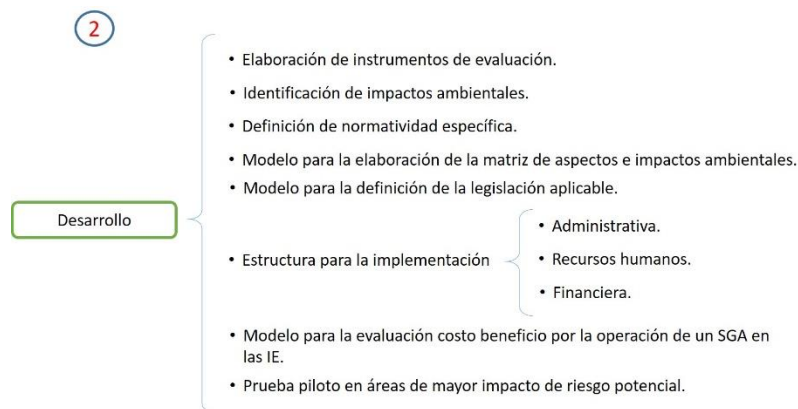 2
• Elaboración de instrumentos de evaluación.
• Identificación de impactos ambientales.
• Definición de normatividad específica.
• Modelo para la elaboración de la matriz de aspectos e impactos ambientales.
• Modelo para la definición de la legislación aplicable.
Desarrollo
• Estructura para la implementación
• Administrativa.
• Recursos humanos.
• Financiera.
• Modelo para la evaluación costo beneficio por la operación de un SGA en
las IE.
• Prueba piloto en áreas de mayor impacto de riesgo potencial.